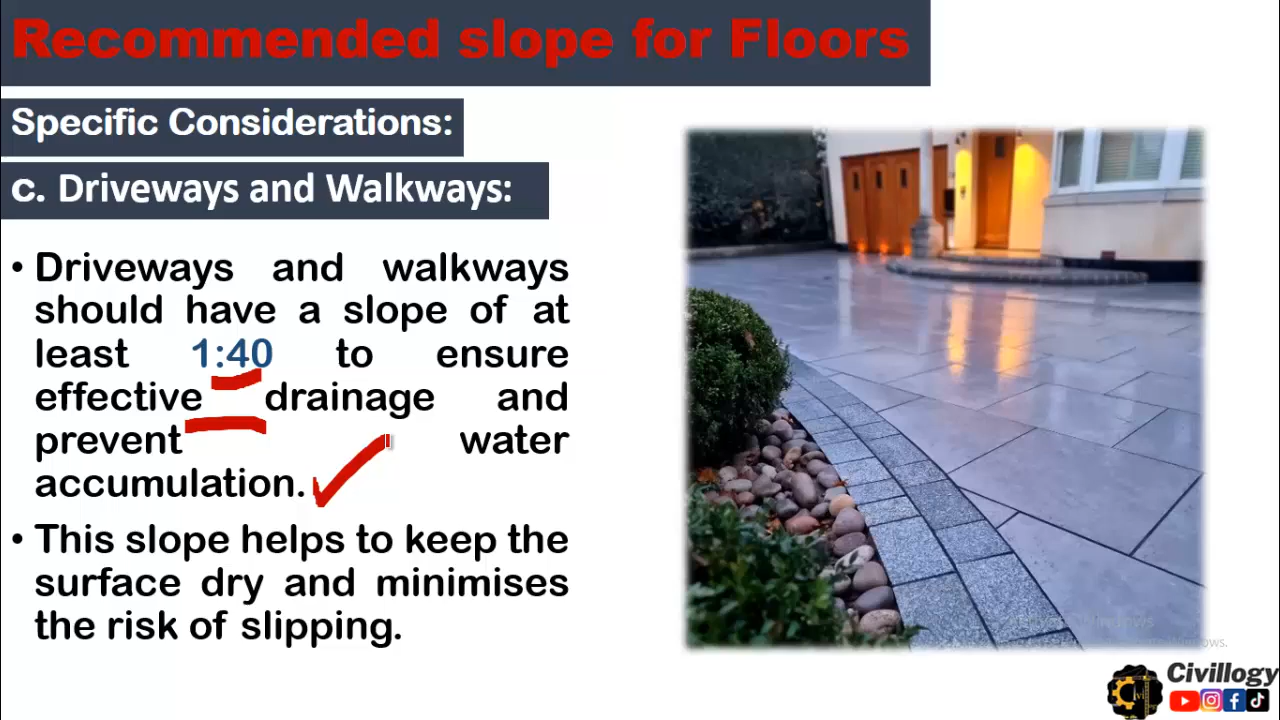 Recommended slope for Floors
Specific Considerations:
c. Driveways and Walkways:
• Driveways and walkways
should have a slope of at
least 1:40 to ensure
effective drainage and
prevent water
accumulation.
• This slope helps to keep the
surface dry and minimises
the risk of slipping.
Civillogy